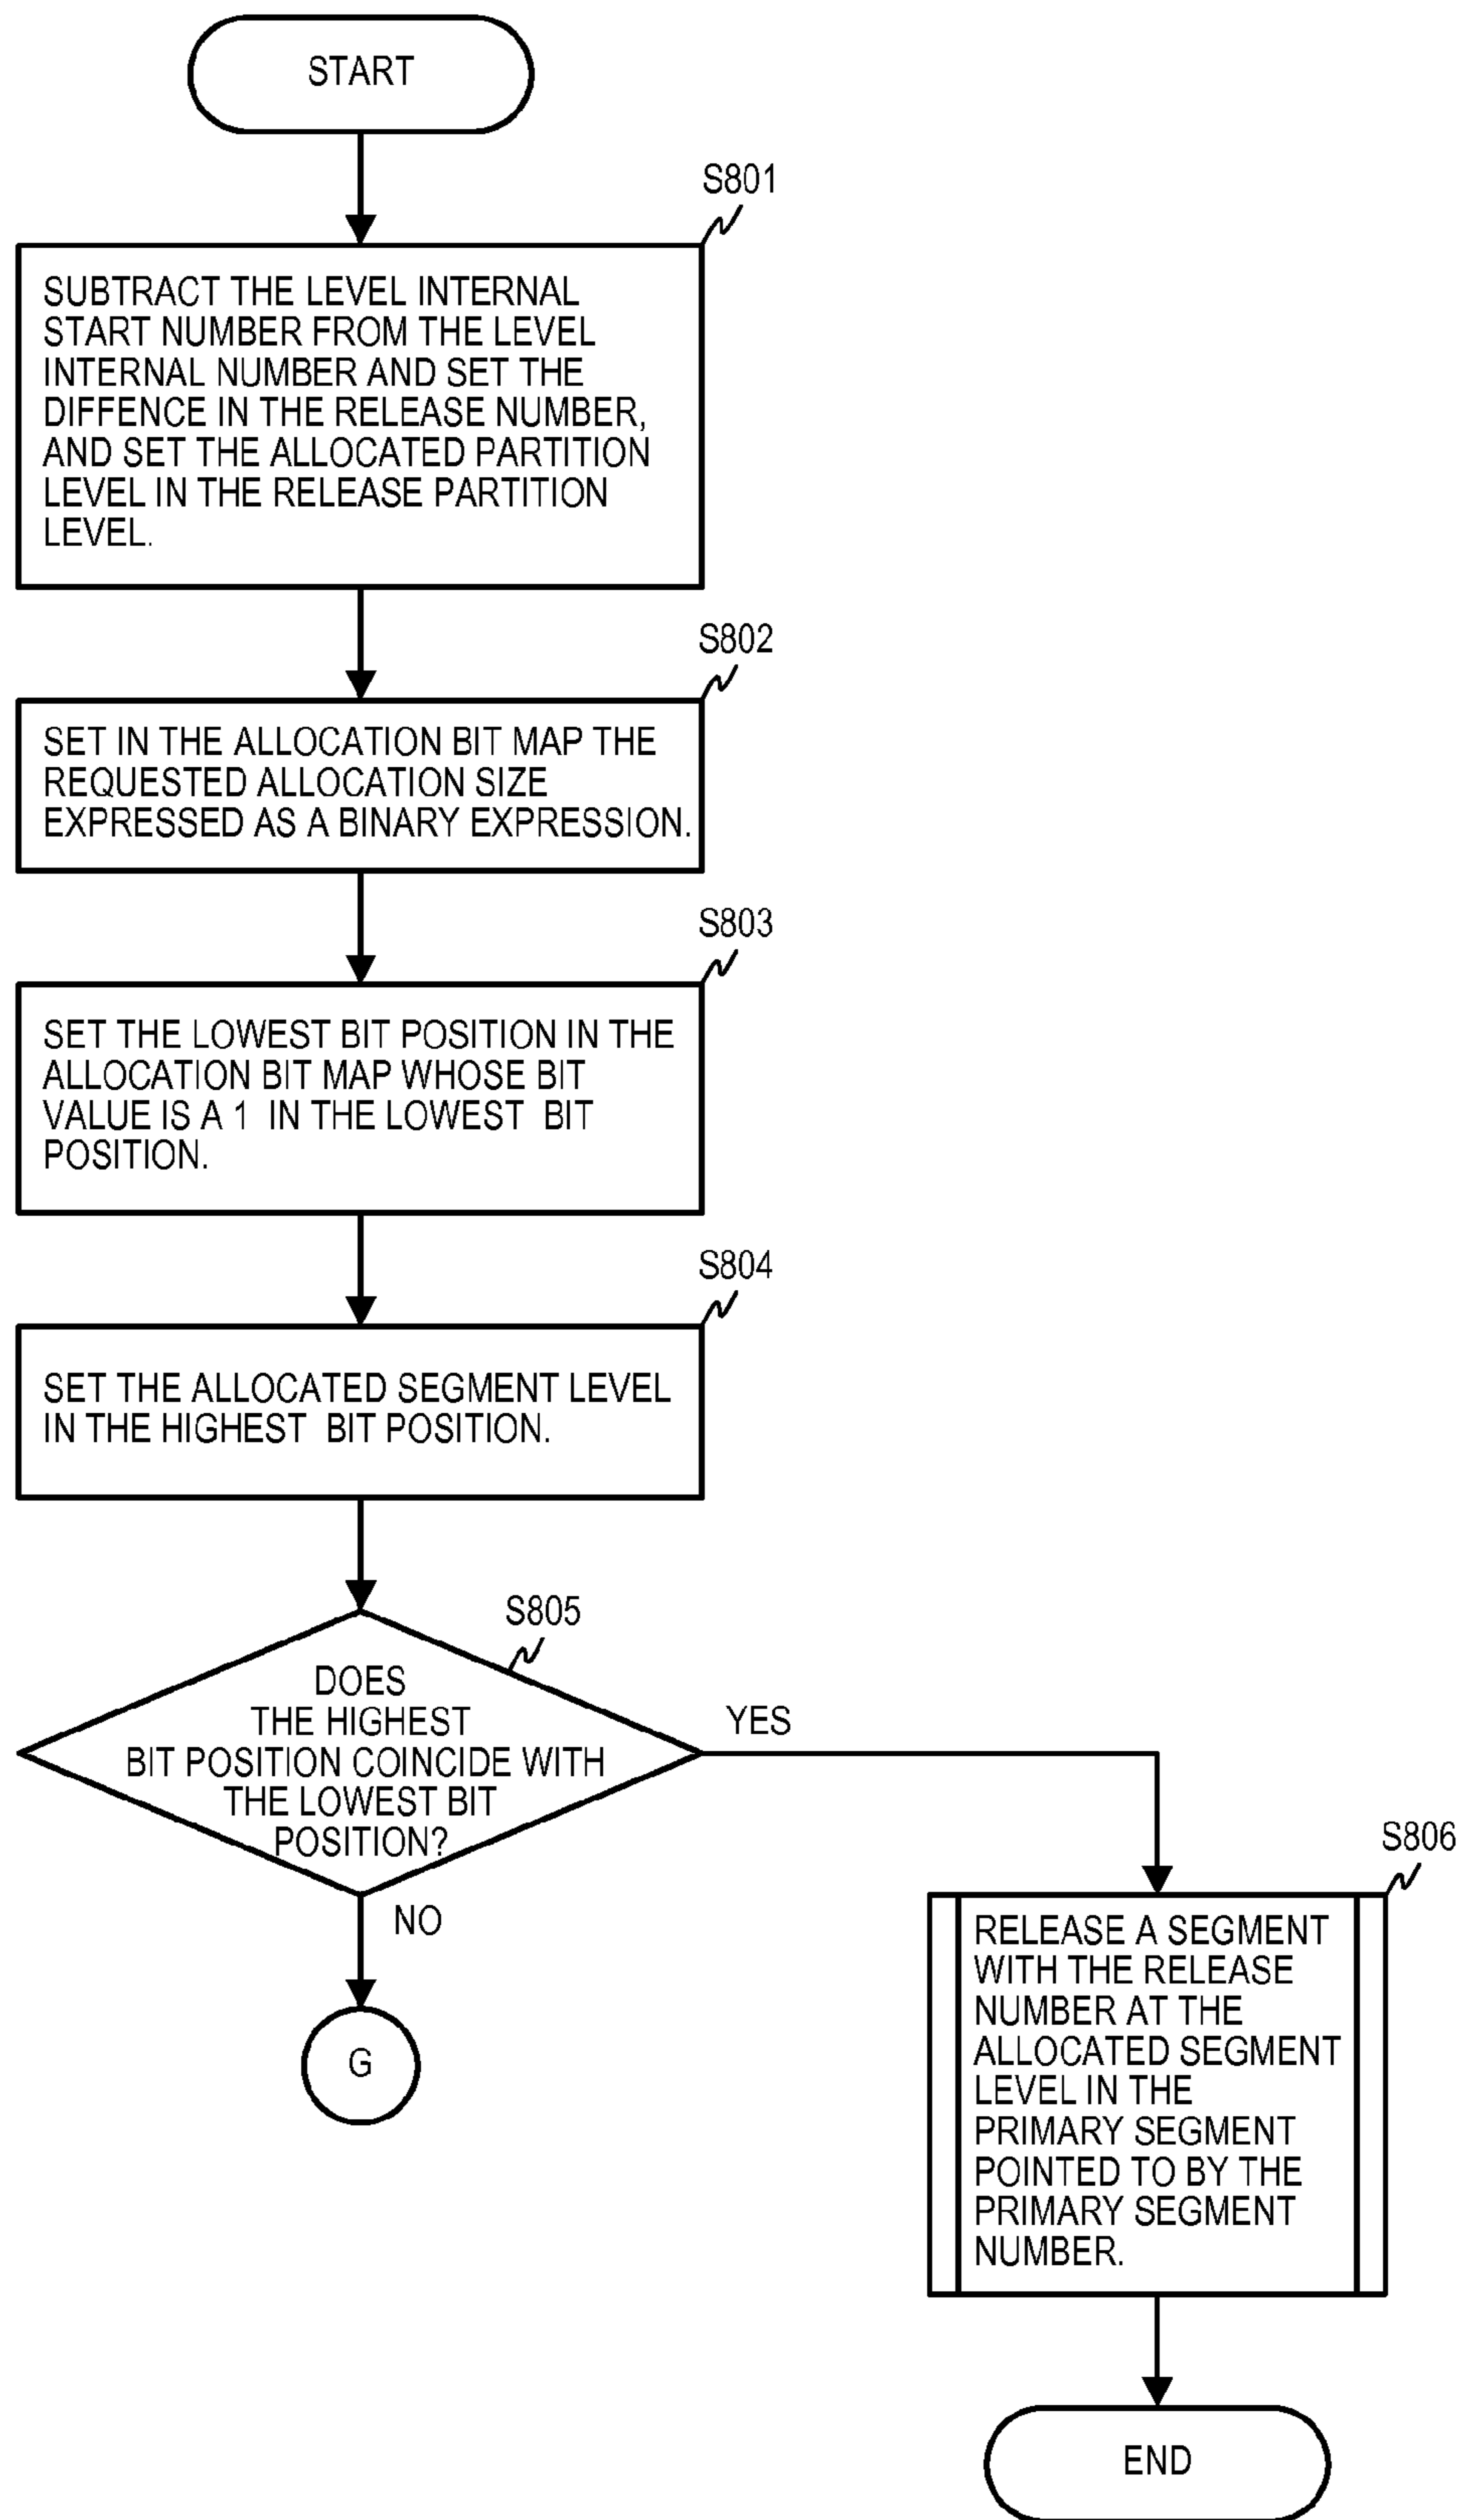 START
S801
SUBTRACT THE LEVEL INTERNAL
START NUMBER FROM THE LEVEL
INTERNAL NUMBER AND SET THE
DIFFENCE IN THE RELEASE NUMBER,
AND SET THE ALLOCATED PARTITION
LEVEL IN THE RELEASE PARTITION
LEVEL.
S802
SET IN THE ALLOCATION BIT MAP THE
REQUESTED ALLOCATION SIZE
EXPRESSED AS A BINARY EXPRESSION.
S803
SET THE LOWEST BIT POSITION IN THE
ALLOCATION BIT MAP WHOSE BIT
VALUE IS A 1 IN THE LOWEST BIT
POSITION.
S804
SET THE ALLOCATED SEGMENT LEVEL
IN THE HIGHEST BIT POSITION.
S805
DOES
THE HIGHEST
BIT POSITION COINCIDE WITH
THE LOWEST BIT
POSITION?
YES
NO
G
S806
RELEASE A SEGMENT
WITH THE RELEASE
NUMBER AT THE
ALLOCATED SEGMENT
LEVEL IN THE
PRIMARY SEGMENT
POINTED TO BY THE
PRIMARY SEGMENT
NUMBER.
END